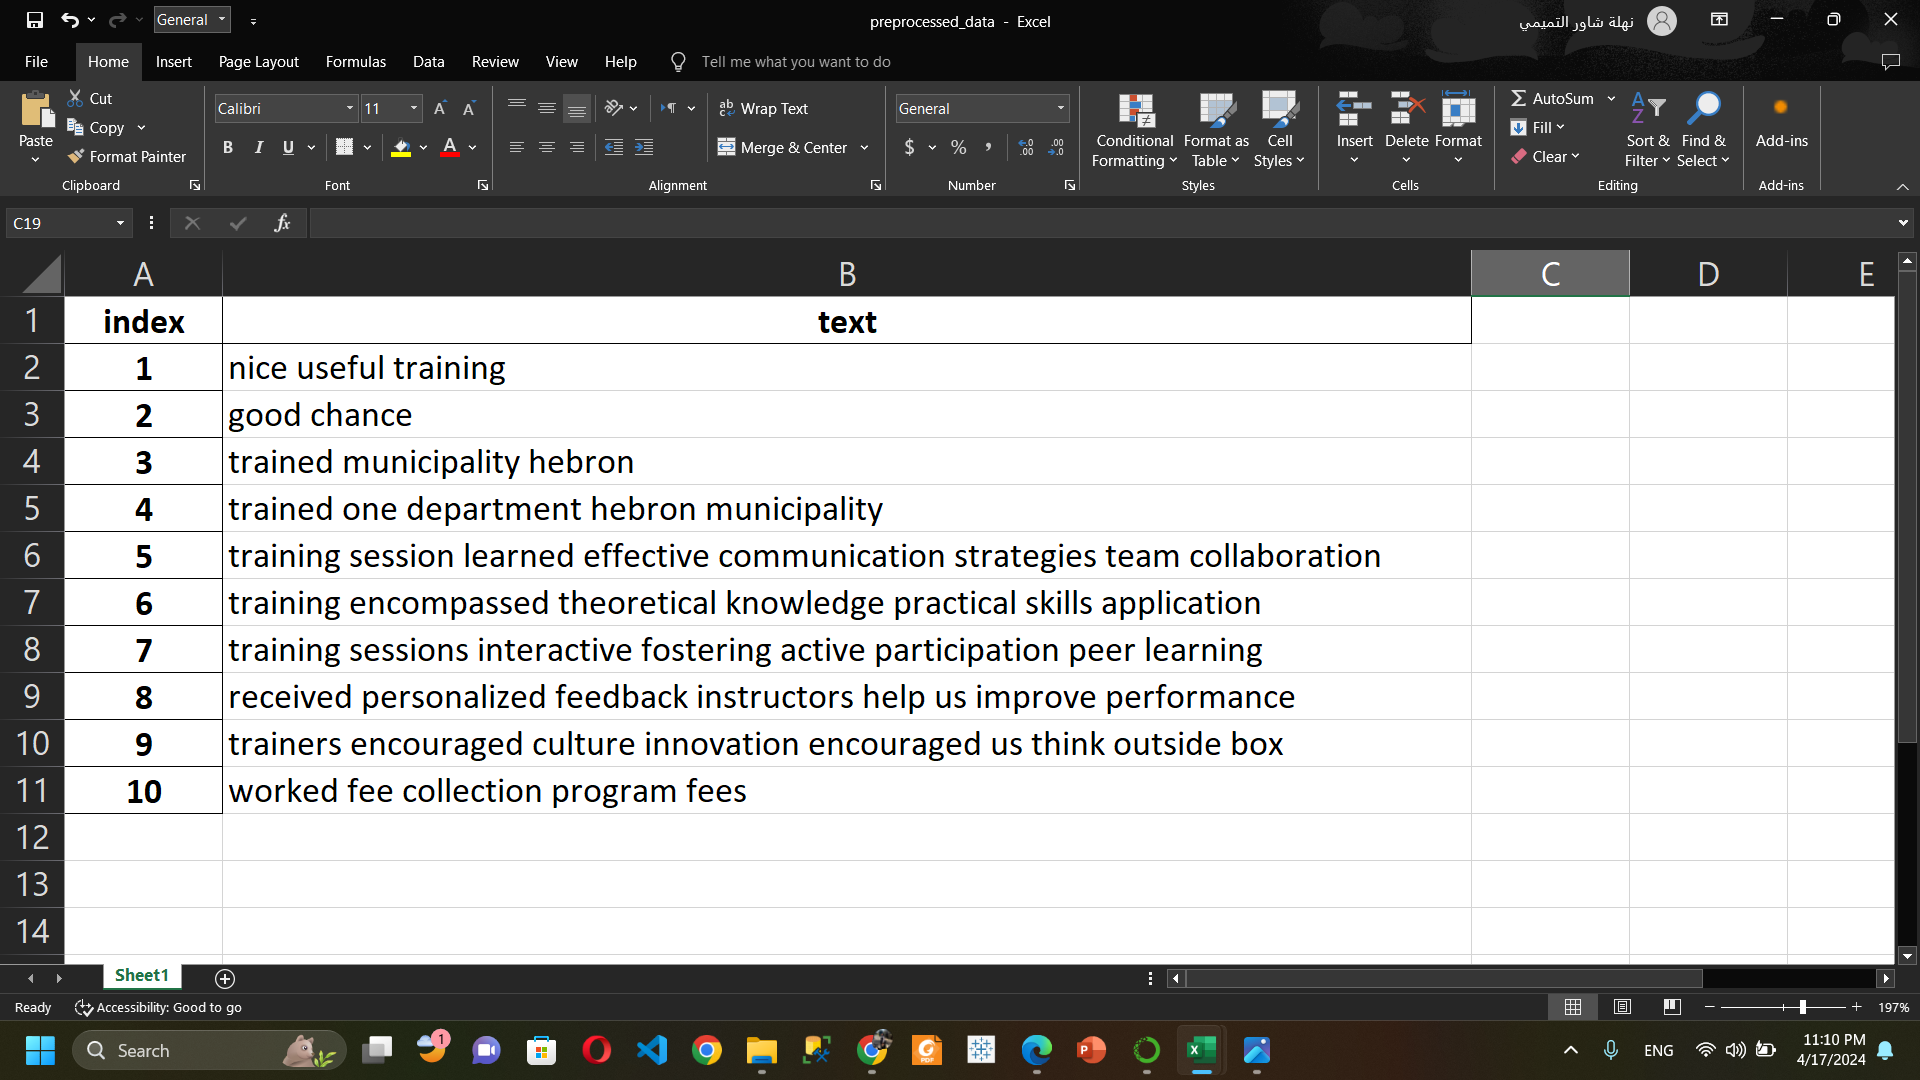 General
preprocessed_data - Excel
نهلة شاور التميمي
File Home Insert Page Layout Formulas Data Review View Help Tell me what you want to do
Paste
Cut
Copy
Format Painter
Clipboard
Calibri 11
B I U A
Font
Wrap Text
Merge & Center
Alignment
General
$ % ,
Number
Conditional Formatting
Format as Table
Cell Styles
Styles
Insert Delete Format
Cells
AutoSum
Fill
Clear
Sort & Filter
Find & Select
Editing
Add-ins
Add-ins
C19 fx
A B C D E
1 index text
2 1 nice useful training
3 2 good chance
4 3 trained municipality hebron
5 4 trained one department hebron municipality
6 5 training session learned effective communication strategies team collaboration
7 6 training encompassed theoretical knowledge practical skills application
8 7 training sessions interactive fostering active participation peer learning
9 8 received personalized feedback instructors help us improve performance
10 9 trainers encouraged culture innovation encouraged us think outside box
11 10 worked fee collection program fees
12
13
14
Sheet1
Ready Accessibility: Good to go 197%
Search 1 ENG 11:10 PM
4/17/2024